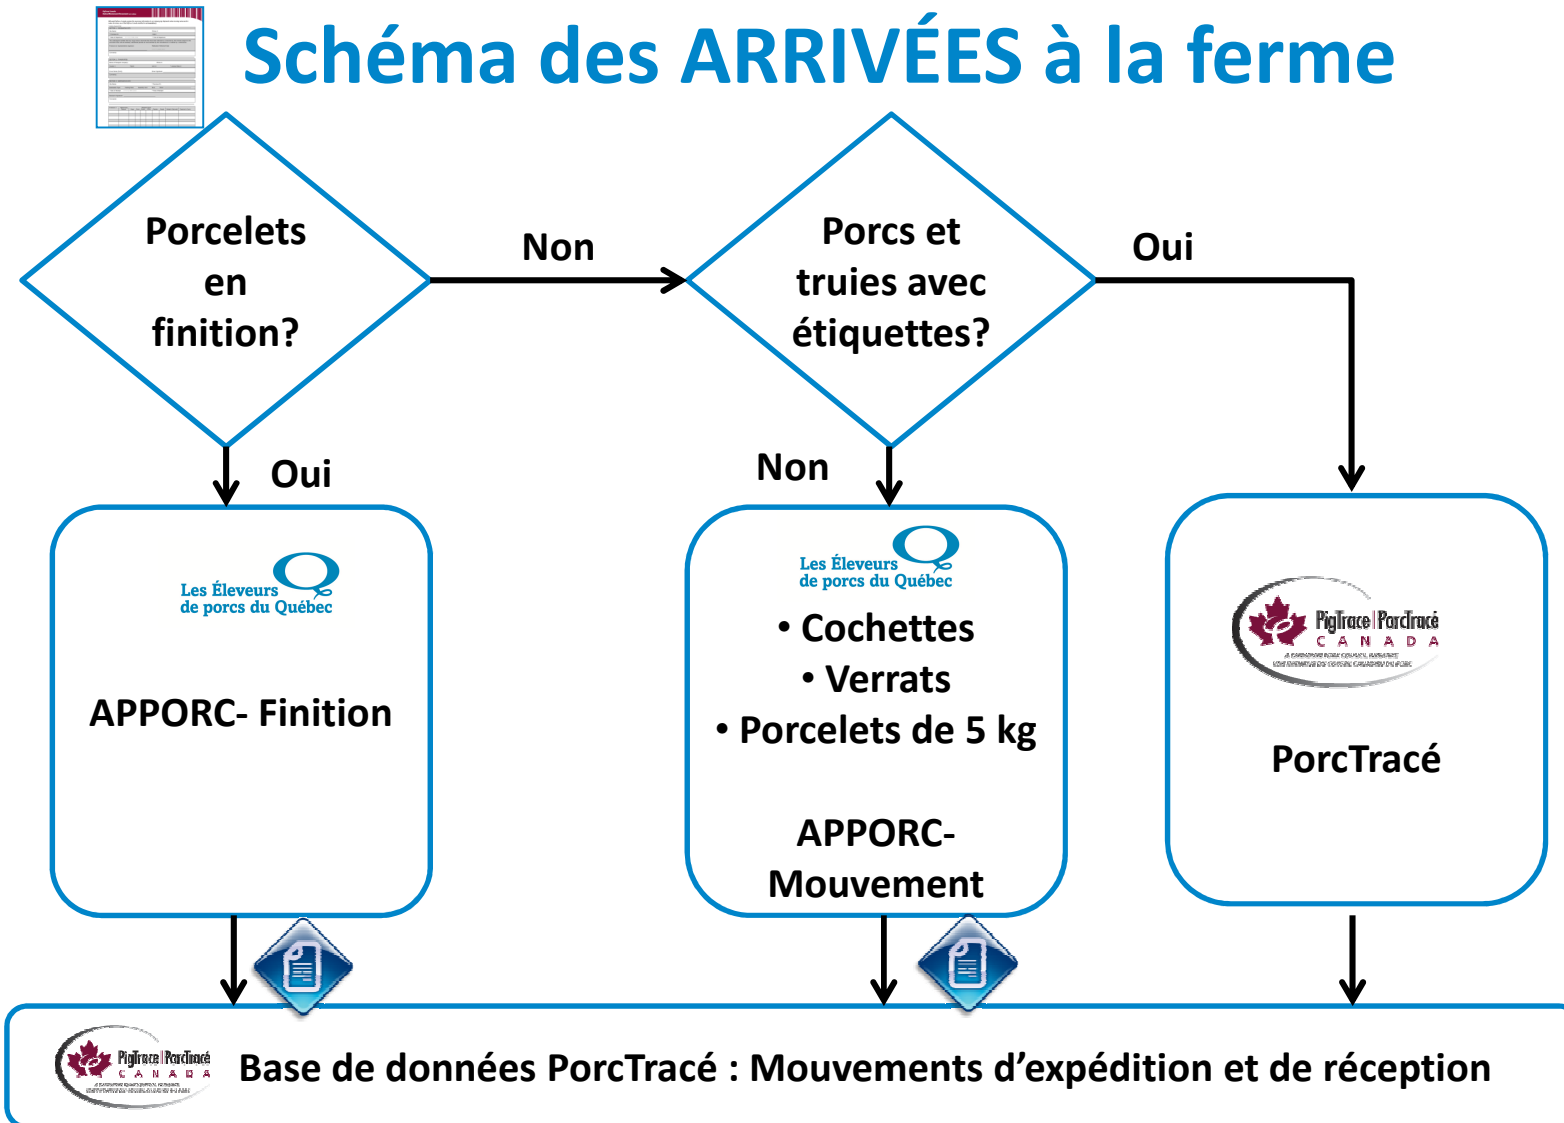 Schéma des ARRIVÉES à la ferme
Porcelets
en
finition?
Non
Porcs et
truies avec
étiquettes?
Oui
Oui
Non
Les Éleveurs
de porcs du Québec
APPORC- Finition
Les Éleveurs
de porcs du Québec
• Cochettes
• Verrats
• Porcelets de 5 kg
APPORC-
Mouvement
PigTrace | PorcTracé
CANADA
PorcTracé
PigTrace | PorcTracé
CANADA
Base de données PorcTracé : Mouvements d’expédition et de réception